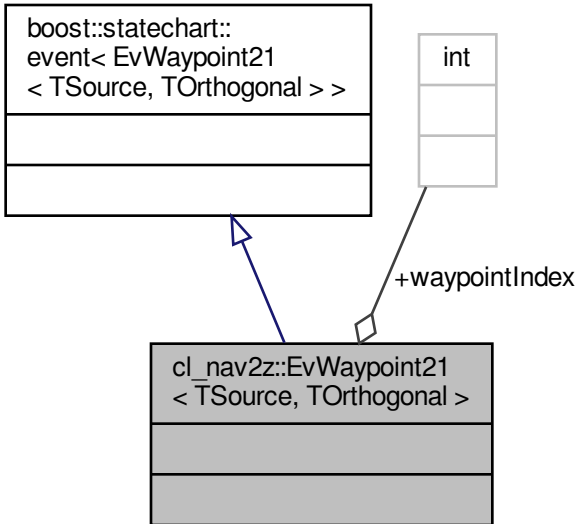 boost::statechart::
event< EvWaypoint21
< TSource, TOrthogonal > >
int
+waypointIndex
cl_nav2z::EvWaypoint21
< TSource, TOrthogonal >